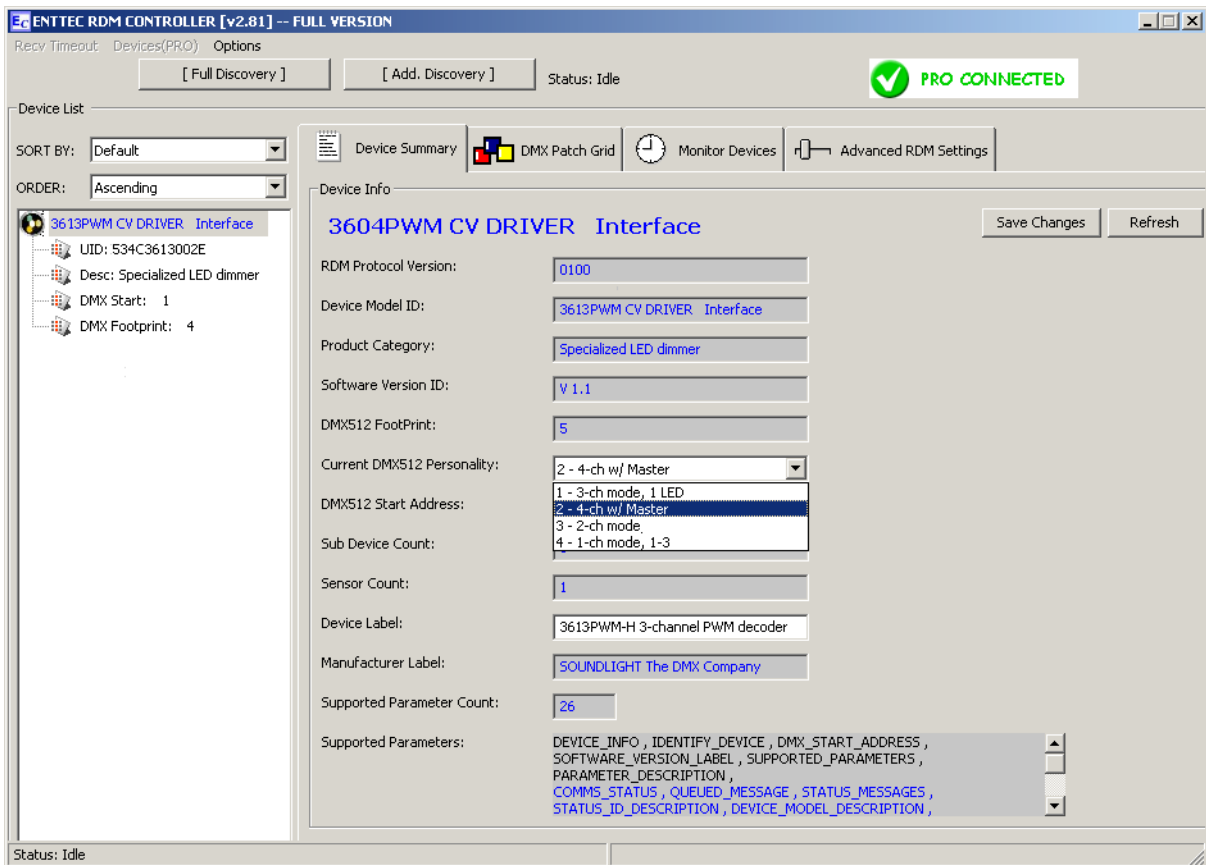 EC ENTTEC RDM CONTROLLER [v2.81] -- FULL VERSION
Recv Timeout Devices(PRO) Options
[ Full Discovery ] [ Add. Discovery ] Status: Idle PRO CONNECTED
Device List
SORT BY: Default
ORDER: Ascending
3613PWM CV DRIVER Interface
UID: 534C3613002E
Desc: Specialized LED dimmer
DMX Start: 1
DMX Footprint: 4
Device Summary DMX Patch Grid Monitor Devices Advanced RDM Settings
Device Info
3604PWM CV DRIVER Interface Save Changes Refresh
RDM Protocol Version: 0100
Device Model ID: 3613PWM CV DRIVER Interface
Product Category: Specialized LED dimmer
Software Version ID: V 1.1
DMX512 FootPrint: 5
Current DMX512 Personality: 2 - 4-ch w/ Master
1 - 3-ch mode, 1 LED
2 - 4-ch w/ Master
3 - 2-ch mode
4 - 1-ch mode, 1-3
DMX512 Start Address:
Sub Device Count:
Sensor Count: 1
Device Label: 3613PWM-H 3-channel PWM decoder
Manufacturer Label: SOUNDLIGHT The DMX Company
Supported Parameter Count: 26
Supported Parameters: DEVICE_INFO , IDENTIFY_DEVICE , DMX_START_ADDRESS ,
SOFTWARE_VERSION_LABEL , SUPPORTED_PARAMETERS ,
PARAMETER_DESCRIPTION ,
COMMS_STATUS , QUEUED_MESSAGE , STATUS_MESSAGES ,
STATUS_ID_DESCRIPTION , DEVICE_MODEL_DESCRIPTION ,
Status: Idle